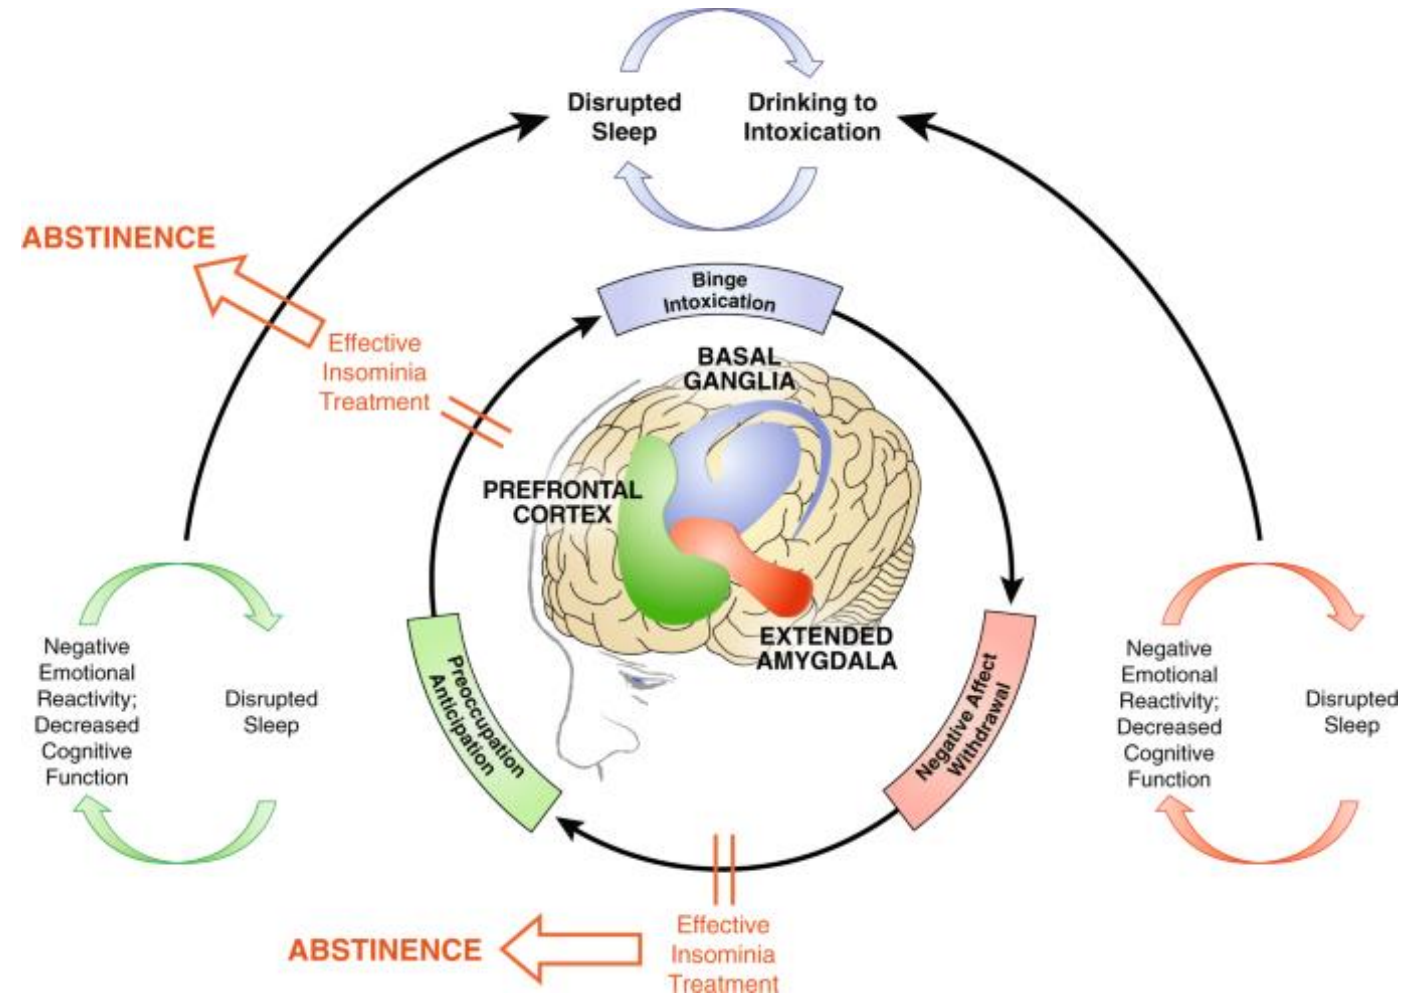 Disrupted
Sleep
Drinking to
Intoxication
ABSTINENCE
Effective
Insominia
Treatment
Binge
Intoxication
BASAL
GANGLIA
PREFRONTAL
CORTEX
EXTENDED
AMYGDALA
Negative
Emotional
Reactivity;
Decreased
Cognitive
Function
Disrupted
Sleep
Preoccupation
Anticipation
Negative Affect
Withdrawal
Negative
Emotional
Reactivity;
Decreased
Cognitive
Function
Disrupted
Sleep
ABSTINENCE
Effective
Insominia
Treatment